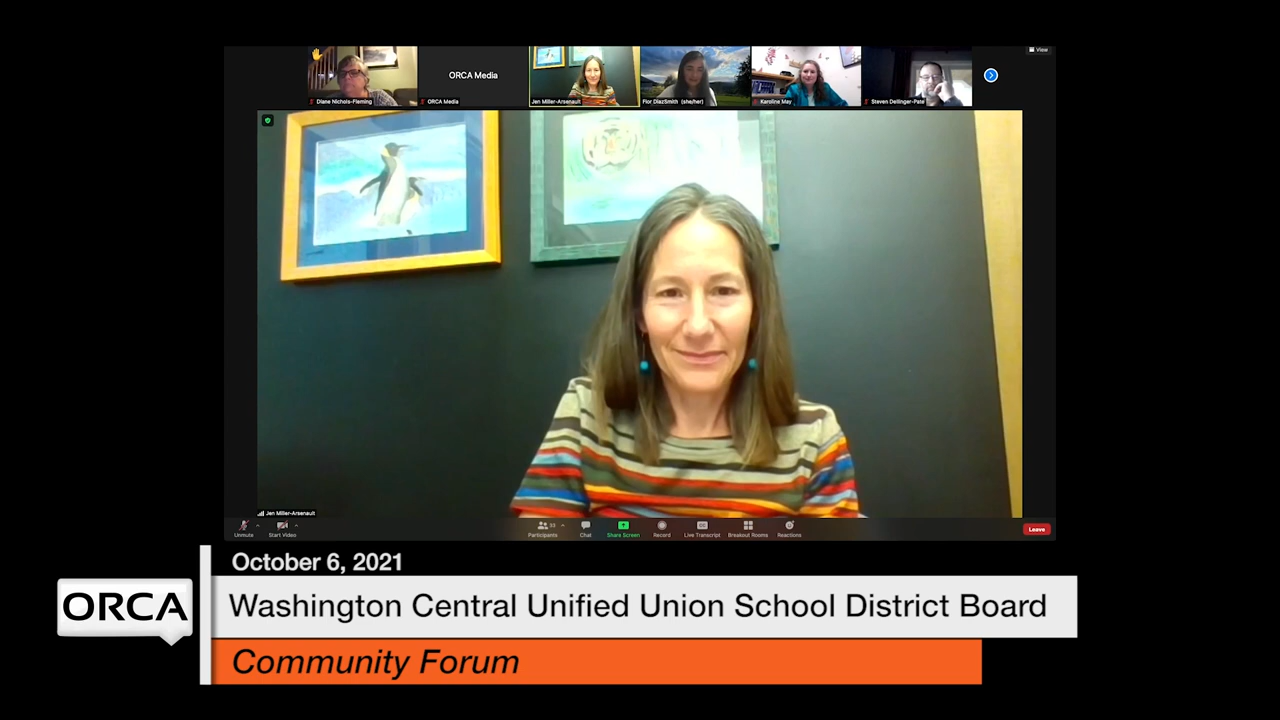 View
ORCA Media
Diane Nichols-Fleming
ORCA Media
Jen Miller-Arsenault
Flor DiazSmith (she/her)
Karoline May
Steven Dellinger-Pate
Jen Miller-Arsenault
Unmute
Start Video
Participants
33
Chat
Share Screen
Record
CC
Live Transcript
Breakout Rooms
Reactions
Leave
October 6, 2021
ORCA
Washington Central Unified Union School District Board
Community Forum